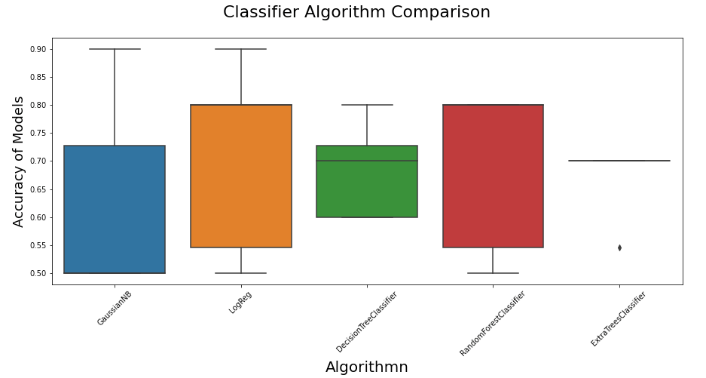 Classifier Algorithm Comparison
Accuracy of Models
0.90
0.85
0.80
0.75
0.70
0.65
0.60
0.55
0.50
GaussianNB
LogReg
DecisionTreeClassifier
RandomForestClassifier
ExtraTreesClassifier
Algorithmn